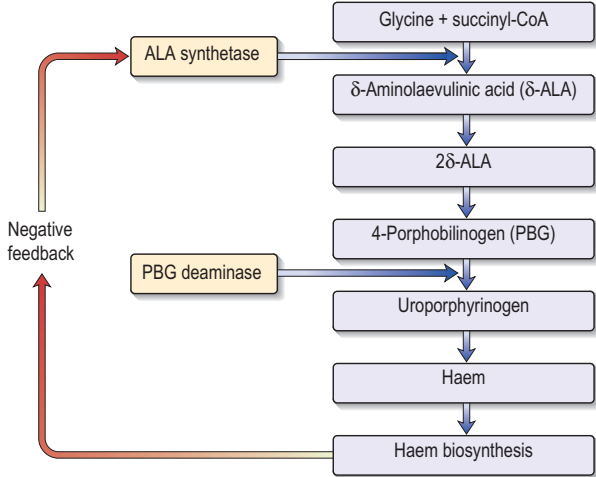 Glycine + succinyl-CoA
ALA synthetase
δ-Aminolaevulinic acid (δ-ALA)
2δ-ALA
Negative
feedback
4-Porphobilinogen (PBG)
PBG deaminase
Uroporphyrinogen
Haem
Haem biosynthesis